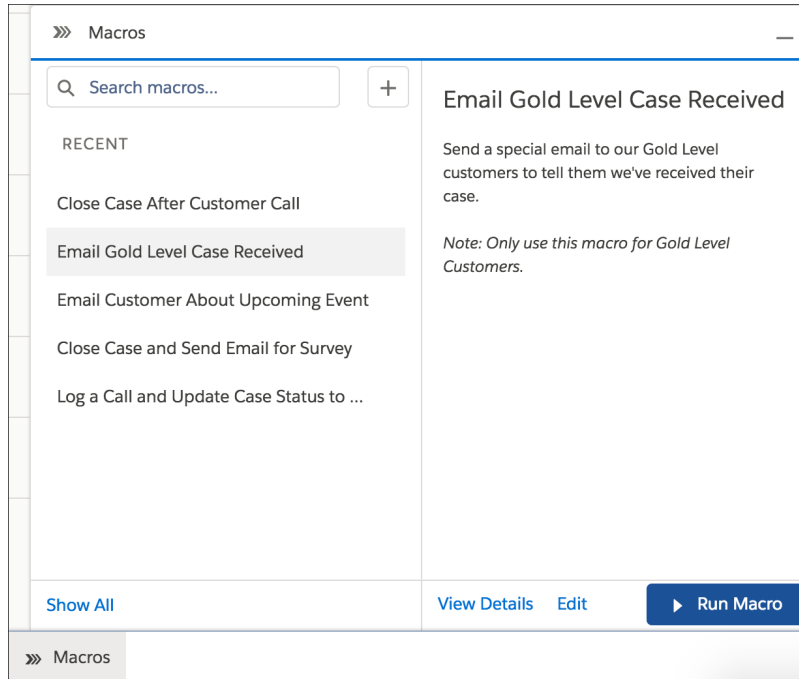 Macros
Search macros...
RECENT
Close Case After Customer Call
Email Gold Level Case Received
Email Customer About Upcoming Event
Close Case and Send Email for Survey
Log a Call and Update Case Status to ...
Show All
Email Gold Level Case Received
Send a special email to our Gold Level
customers to tell them we've received their
case.
Note: Only use this macro for Gold Level
Customers.
View Details Edit Run Macro
Macros